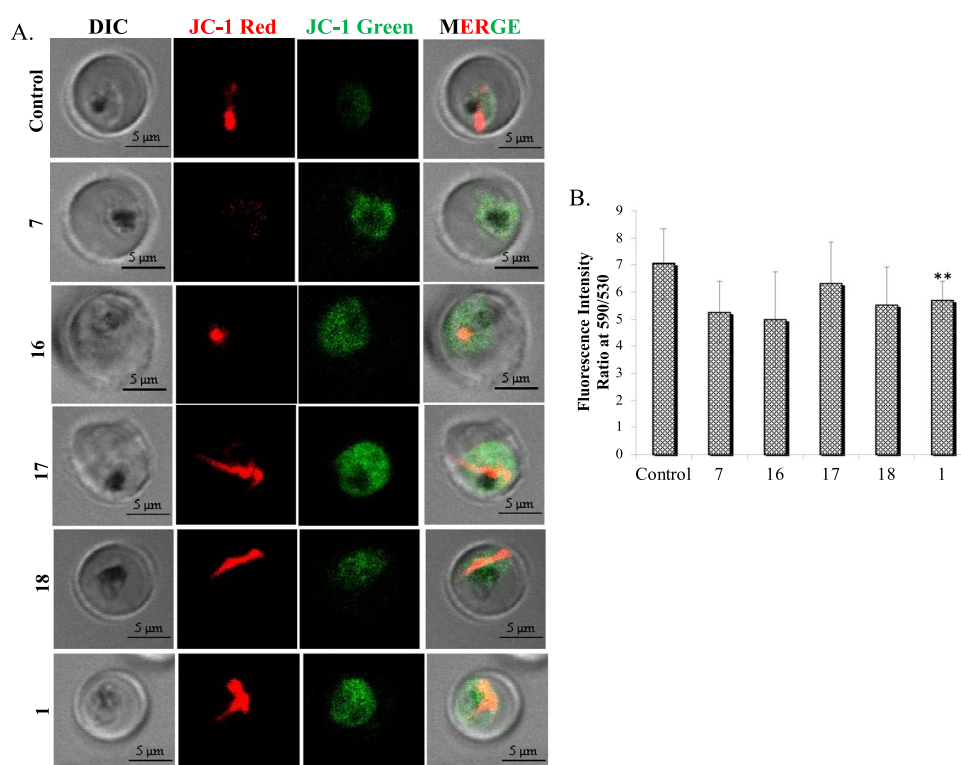 A.
DIC JC-1 Red JC-1 Green MERGE
Control
5 µm 5 µm
7
5 µm 5 µm
16
5 µm 5 µm
17
5 µm 5 µm
18
5 µm 5 µm
1
5 µm 5 µm
B.
Fluorescence Intensity
Ratio at 590/530
9
8
7
6
5
4
3
2
1
0
**
Control 7 16 17 18 1